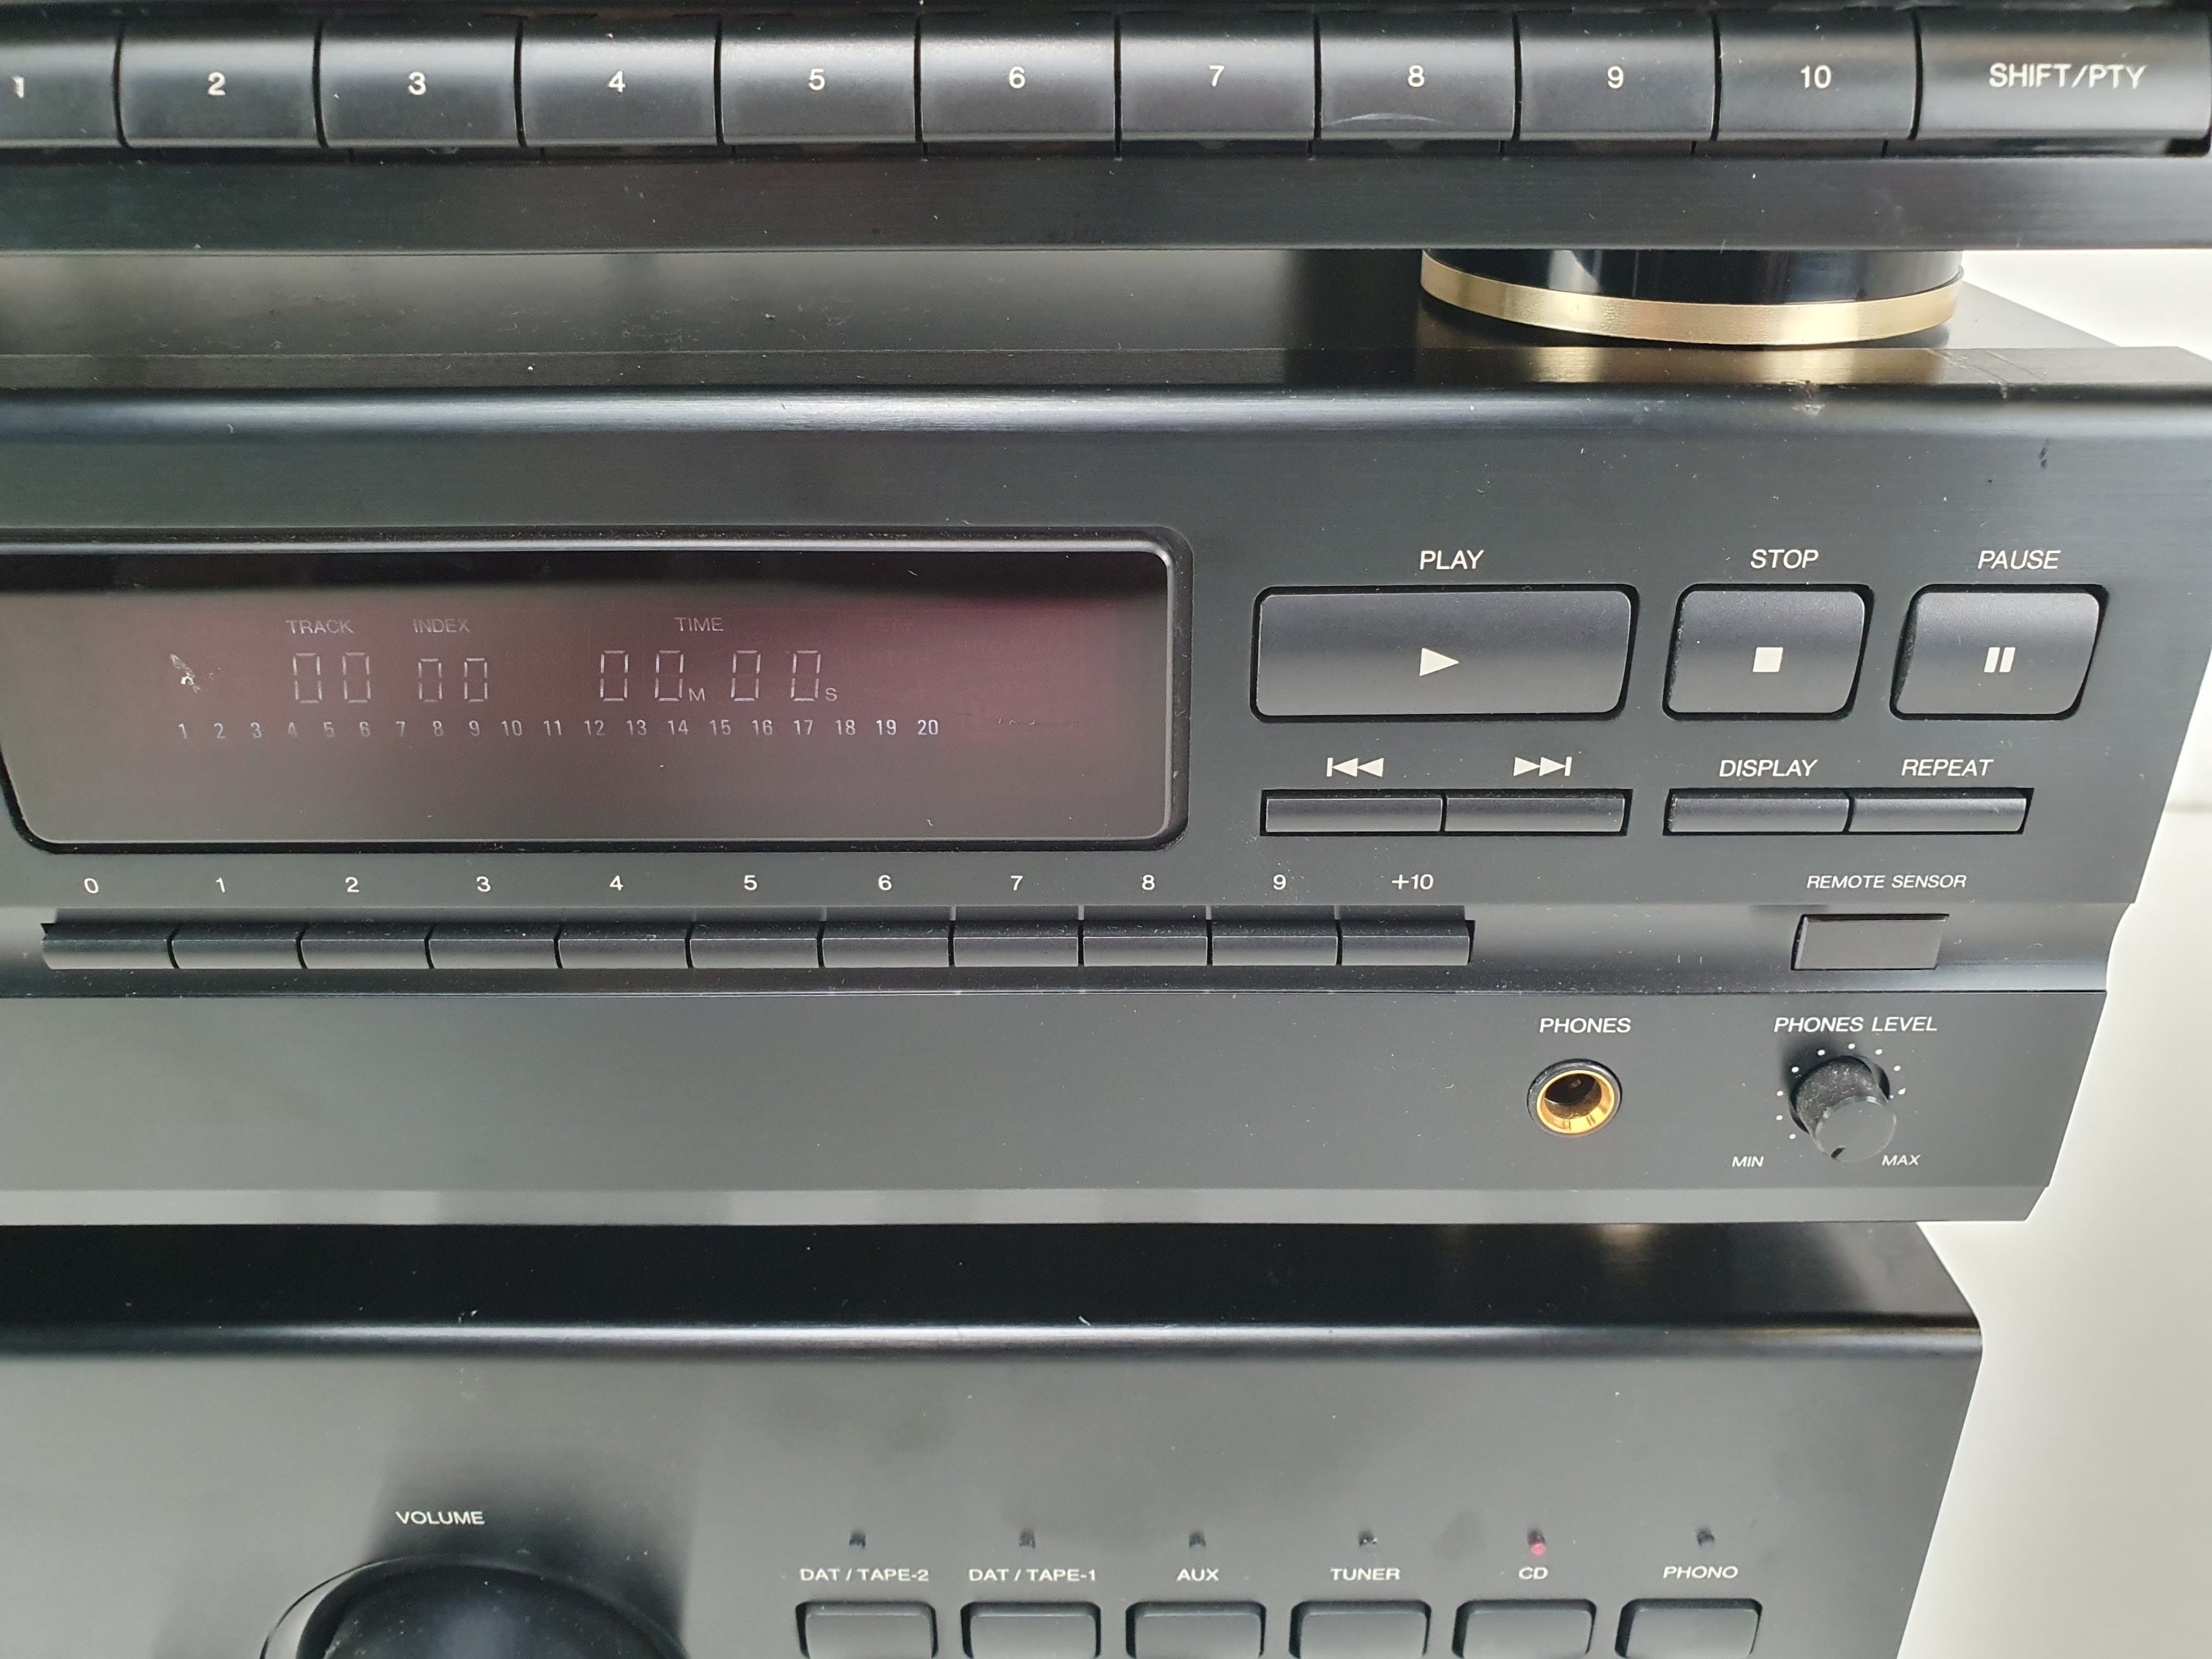 1 2 3 4 5 6 7 8 9 10 SHIFT/PTY
PLAY STOP PAUSE
TRACK INDEX TIME
00 00 00M 00S
1 2 3 4 5 6 7 8 9 10 11 12 13 14 15 16 17 18 19 20
DISPLAY REPEAT
0 1 2 3 4 5 6 7 8 9 +10
REMOTE SENSOR
PHONES PHONES LEVEL
MIN MAX
VOLUME
DAT / TAPE-2 DAT / TAPE-1 AUX TUNER CD PHONO